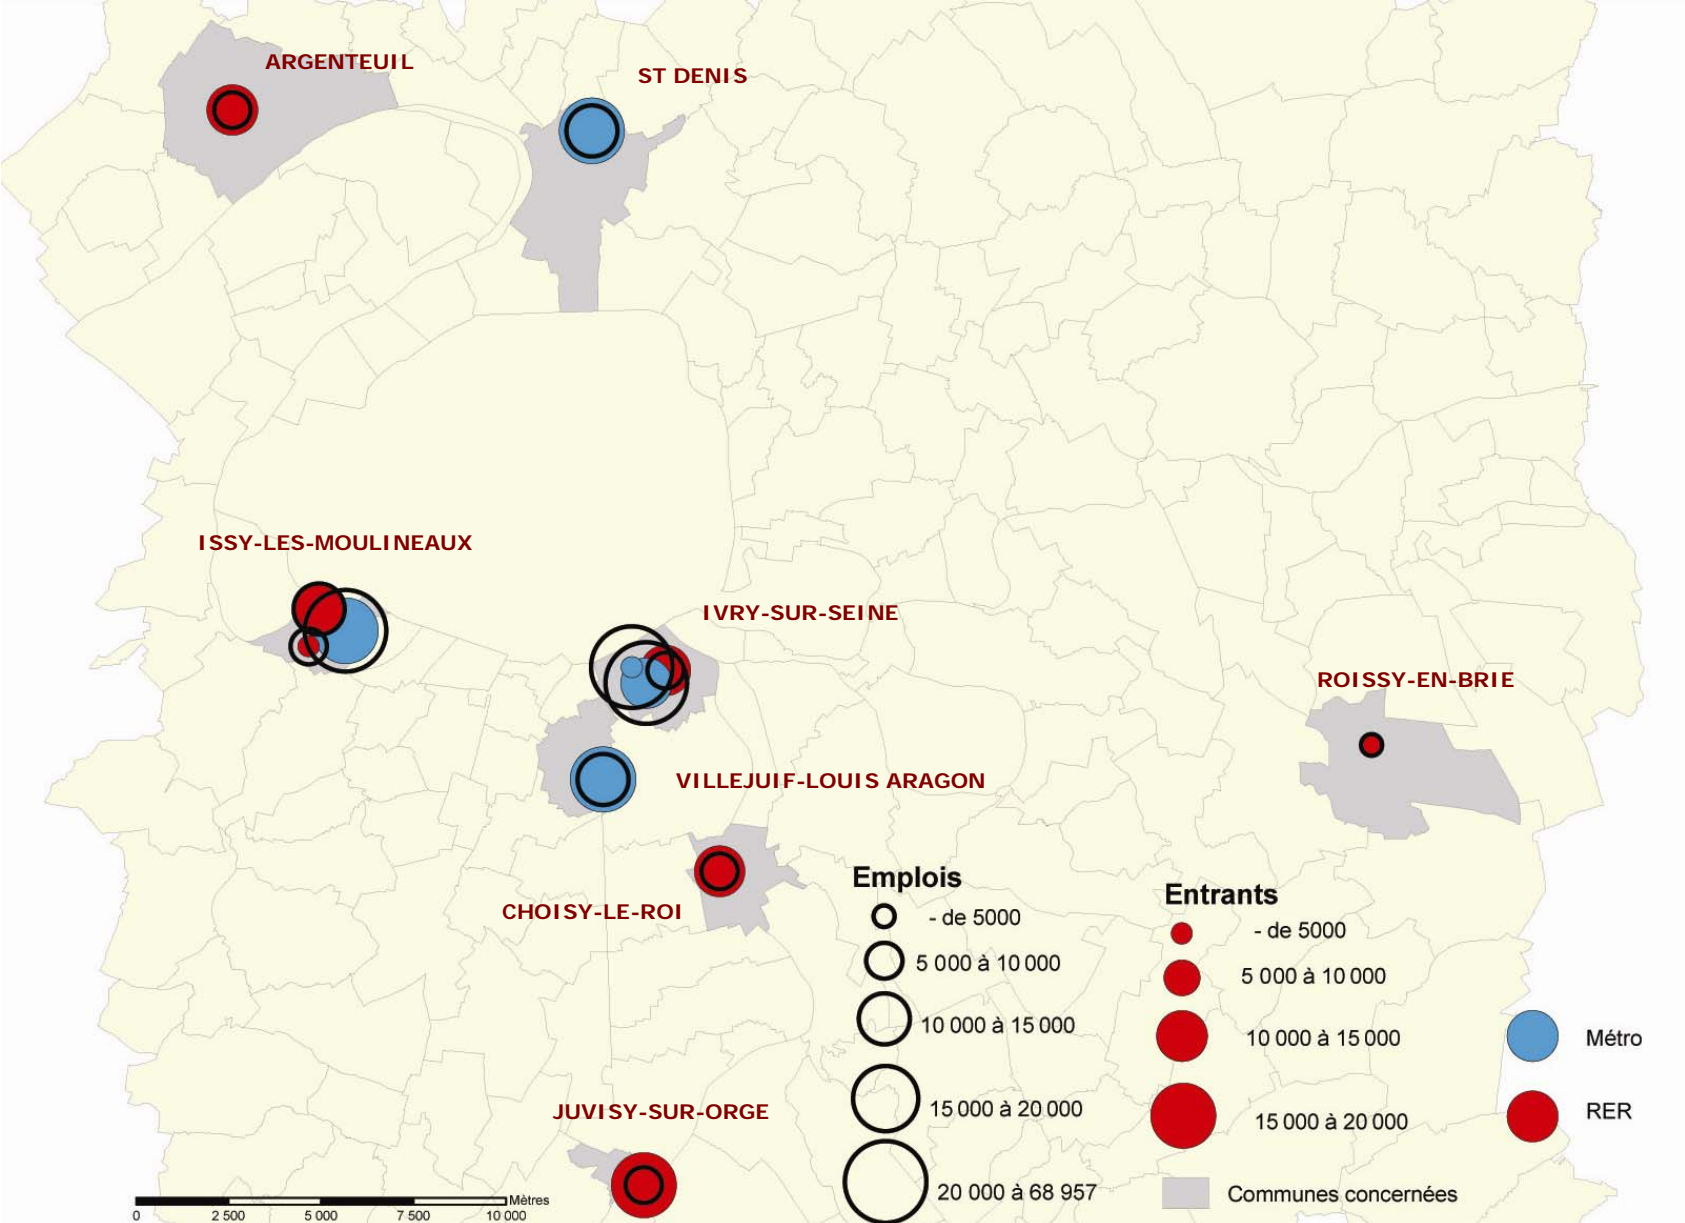 ARGENTEUIL
ST DENIS
ISSY-LES-MOULINEAUX
IVRY-SUR-SEINE
ROISSY-EN-BRIE
VILLEJUIF-LOUIS ARAGON
CHOISY-LE-ROI
JUVISY-SUR-ORGE
Emplois
- de 5000
5 000 à 10 000
10 000 à 15 000
15 000 à 20 000
20 000 à 68 957
Entrants
- de 5000
5 000 à 10 000
10 000 à 15 000
15 000 à 20 000
Communes concernées
Métro
RER
Mètres
0 2 500 5 000 7 500 10 000